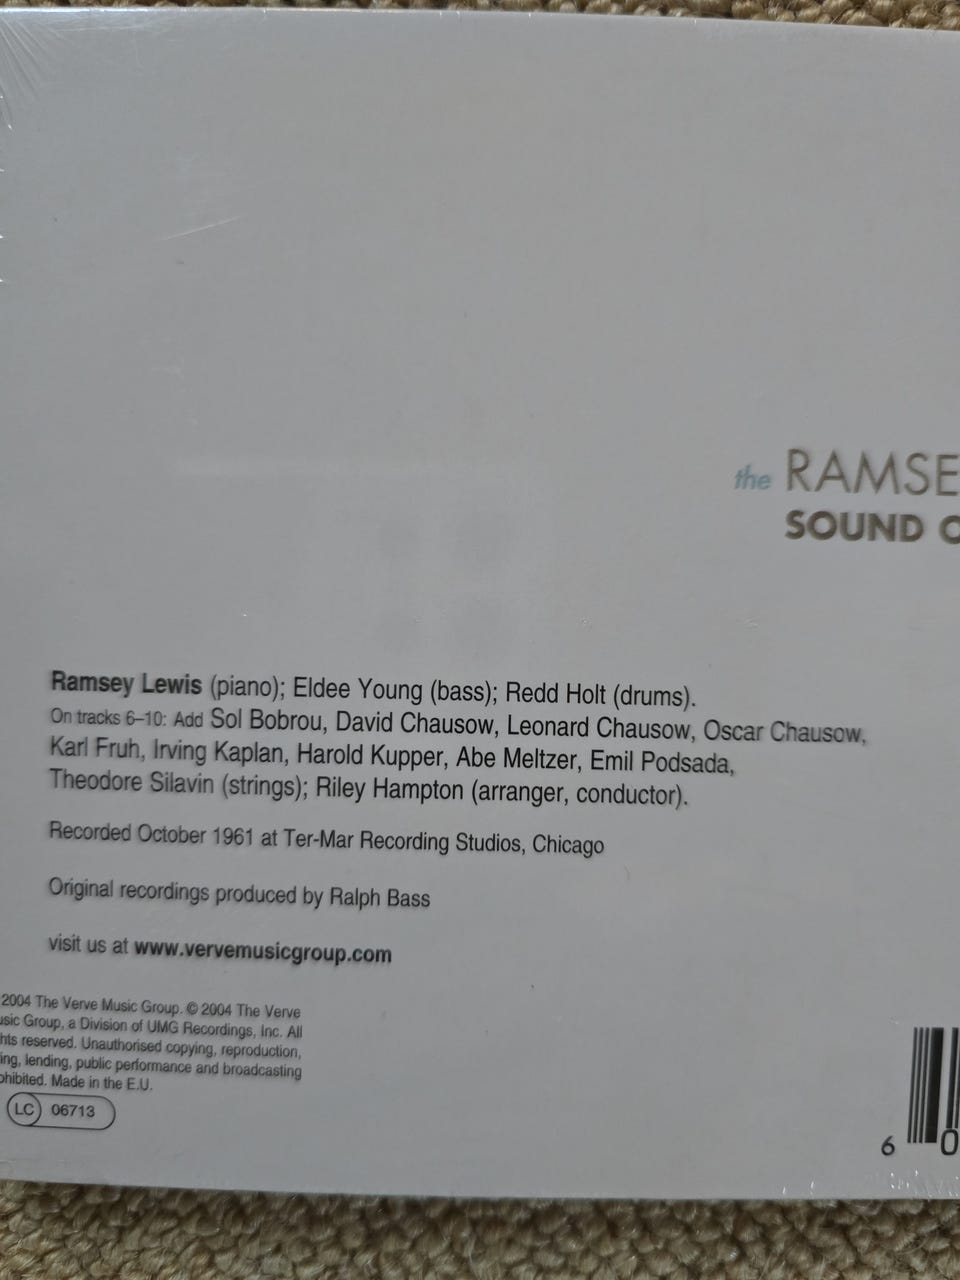 the RAMSE
SOUND O
Ramsey Lewis (piano); Eldee Young (bass); Redd Holt (drums).
On tracks 6–10: Add Sol Bobrou, David Chausow, Leonard Chausow, Oscar Chausow,
Karl Fruh, Irving Kaplan, Harold Kupper, Abe Meltzer, Emil Podsada,
Theodore Silavin (strings); Riley Hampton (arranger, conductor).
Recorded October 1961 at Ter-Mar Recording Studios, Chicago
Original recordings produced by Ralph Bass
visit us at www.vervemusicgroup.com
2004 The Verve Music Group. © 2004 The Verve
usic Group, a Division of UMG Recordings, Inc. All
hts reserved. Unauthorised copying, reproduction,
ing, lending, public performance and broadcasting
ohibited. Made in the E.U.
LC 06713
6 0